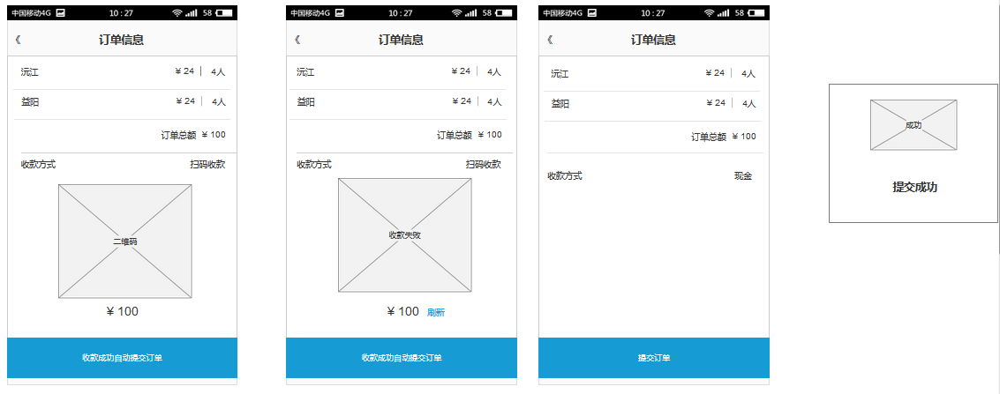 中国移动4G 10 : 27 58
《 订单信息
沅江 ¥ 24 4人
益阳 ¥ 24 4人
订单总额 ¥ 100
收款方式 扫码收款
二维码
¥ 100
收款成功自动提交订单
中国移动4G 10 : 27 58
《 订单信息
沅江 ¥ 24 4人
益阳 ¥ 24 4人
订单总额 ¥ 100
收款方式 扫码收款
收款失败
¥ 100 刷新
收款成功自动提交订单
中国移动4G 10 : 27 58
《 订单信息
沅江 ¥ 24 4人
益阳 ¥ 24 4人
订单总额 ¥ 100
收款方式 现金
提交订单
成功
提交成功